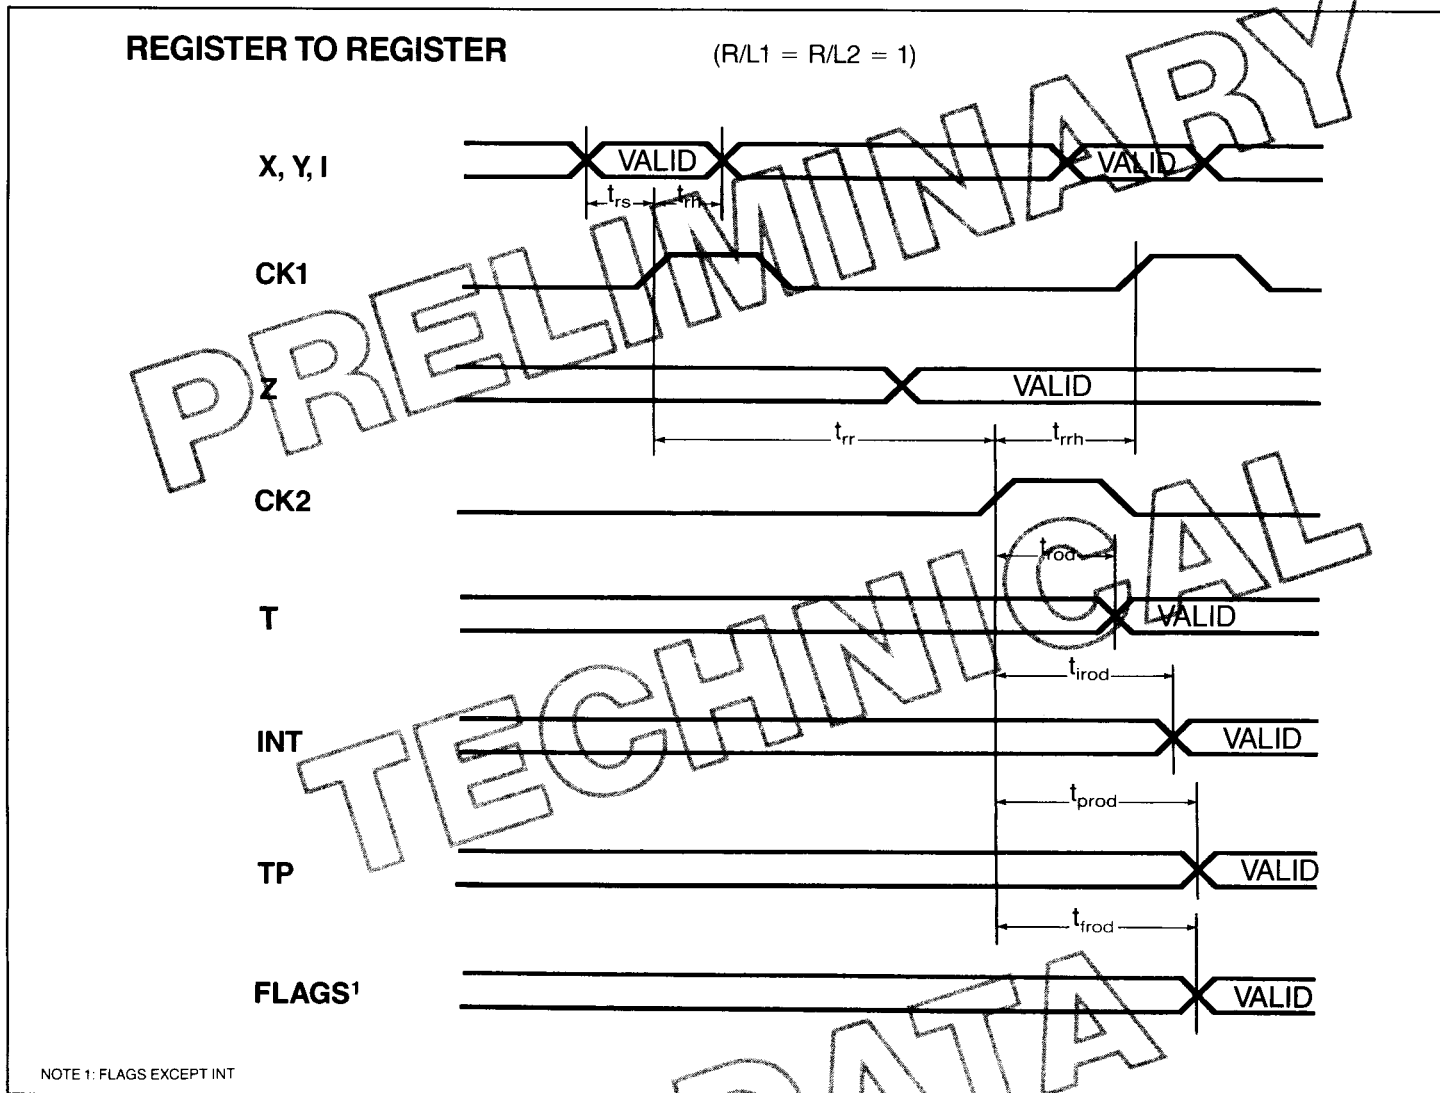 REGISTER TO REGISTER (R/L1 = R/L2 = 1)
X, Y, I VALID VALID
trs trh
CK1
Z VALID
trr trrh
CK2
trod
T VALID
tirod
INT VALID
tprod
TP VALID
tfrod
FLAGS¹ VALID
NOTE 1: FLAGS EXCEPT INT
PRELIMINARY
TECHNICAL
DATA